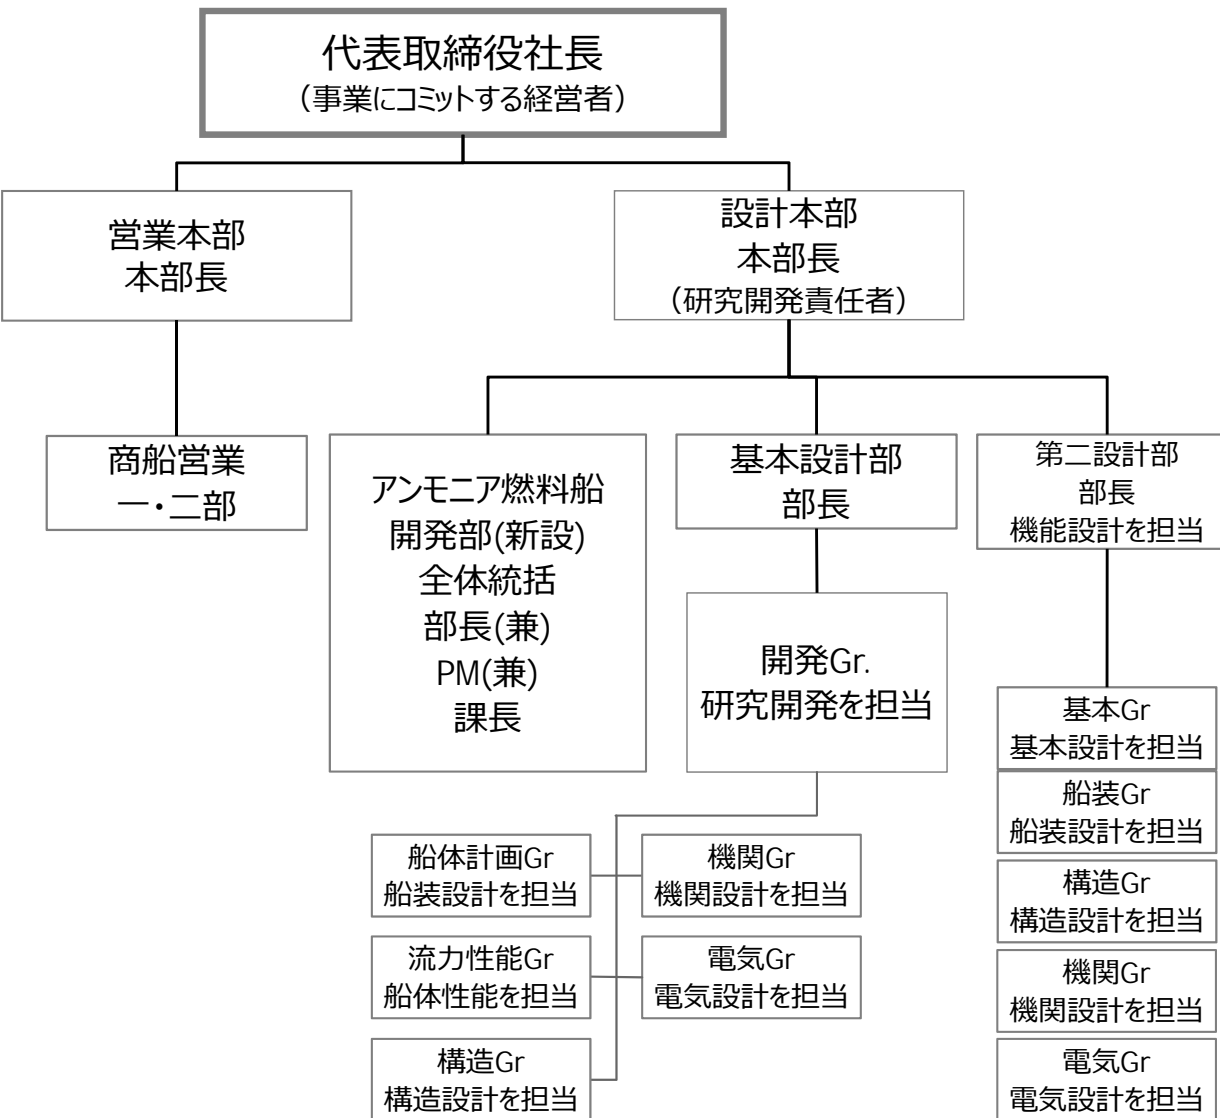 代表取締役社長
（事業にコミットする経営者）
営業本部
本部長
設計本部
本部長
（研究開発責任者）
商船営業
一・二部
アンモニア燃料船
開発部(新設)
全体統括
部長(兼)
PM(兼)
課長
基本設計部
部長
第二設計部
部長
機能設計を担当
開発Gr.
研究開発を担当
船体計画Gr
船装設計を担当
機関Gr
機関設計を担当
流力性能Gr
船体性能を担当
電気Gr
電気設計を担当
構造Gr
構造設計を担当
基本Gr
基本設計を担当
船装Gr
船装設計を担当
構造Gr
構造設計を担当
機関Gr
機関設計を担当
電気Gr
電気設計を担当